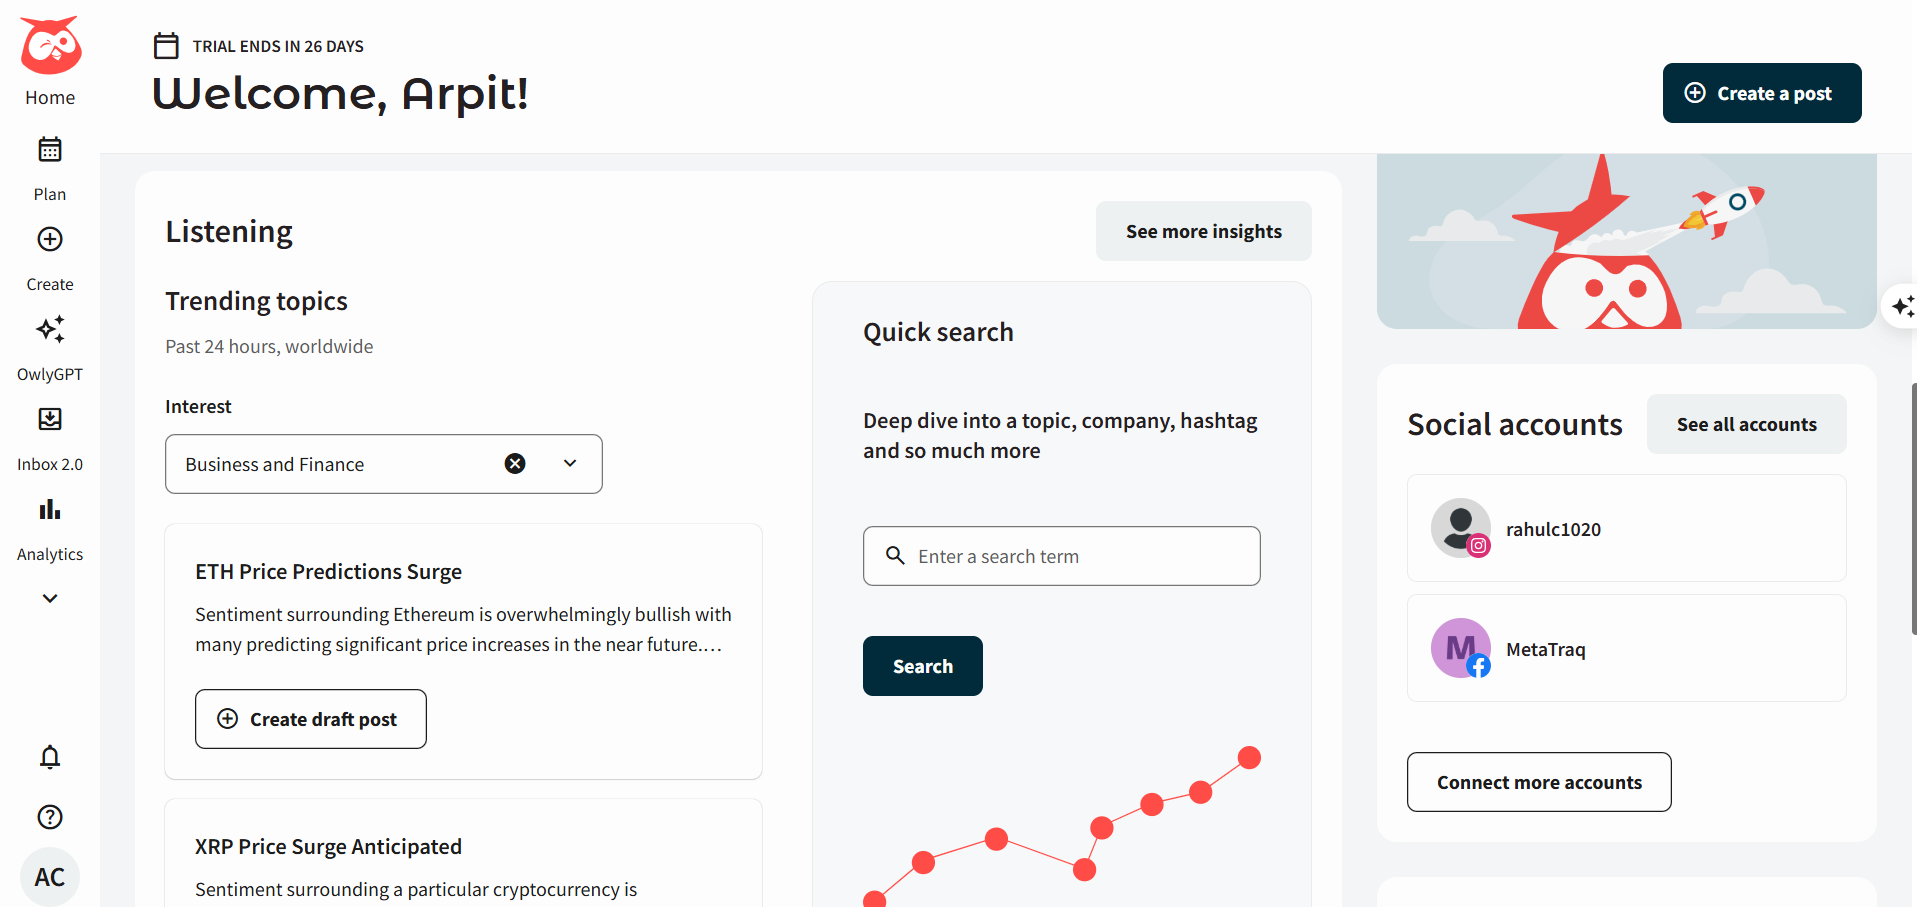 Home
Plan
Create
OwlyGPT
Inbox 2.0
Analytics
AC
TRIAL ENDS IN 26 DAYS
Welcome, Arpit!
Create a post
Listening
See more insights
Trending topics
Past 24 hours, worldwide
Interest
Business and Finance
ETH Price Predictions Surge
Sentiment surrounding Ethereum is overwhelmingly bullish with
many predicting significant price increases in the near future....
Create draft post
XRP Price Surge Anticipated
Sentiment surrounding a particular cryptocurrency is
Quick search
Deep dive into a topic, company, hashtag
and so much more
Enter a search term
Search
Social accounts
See all accounts
rahulc1020
M
MetaTraq
Connect more accounts